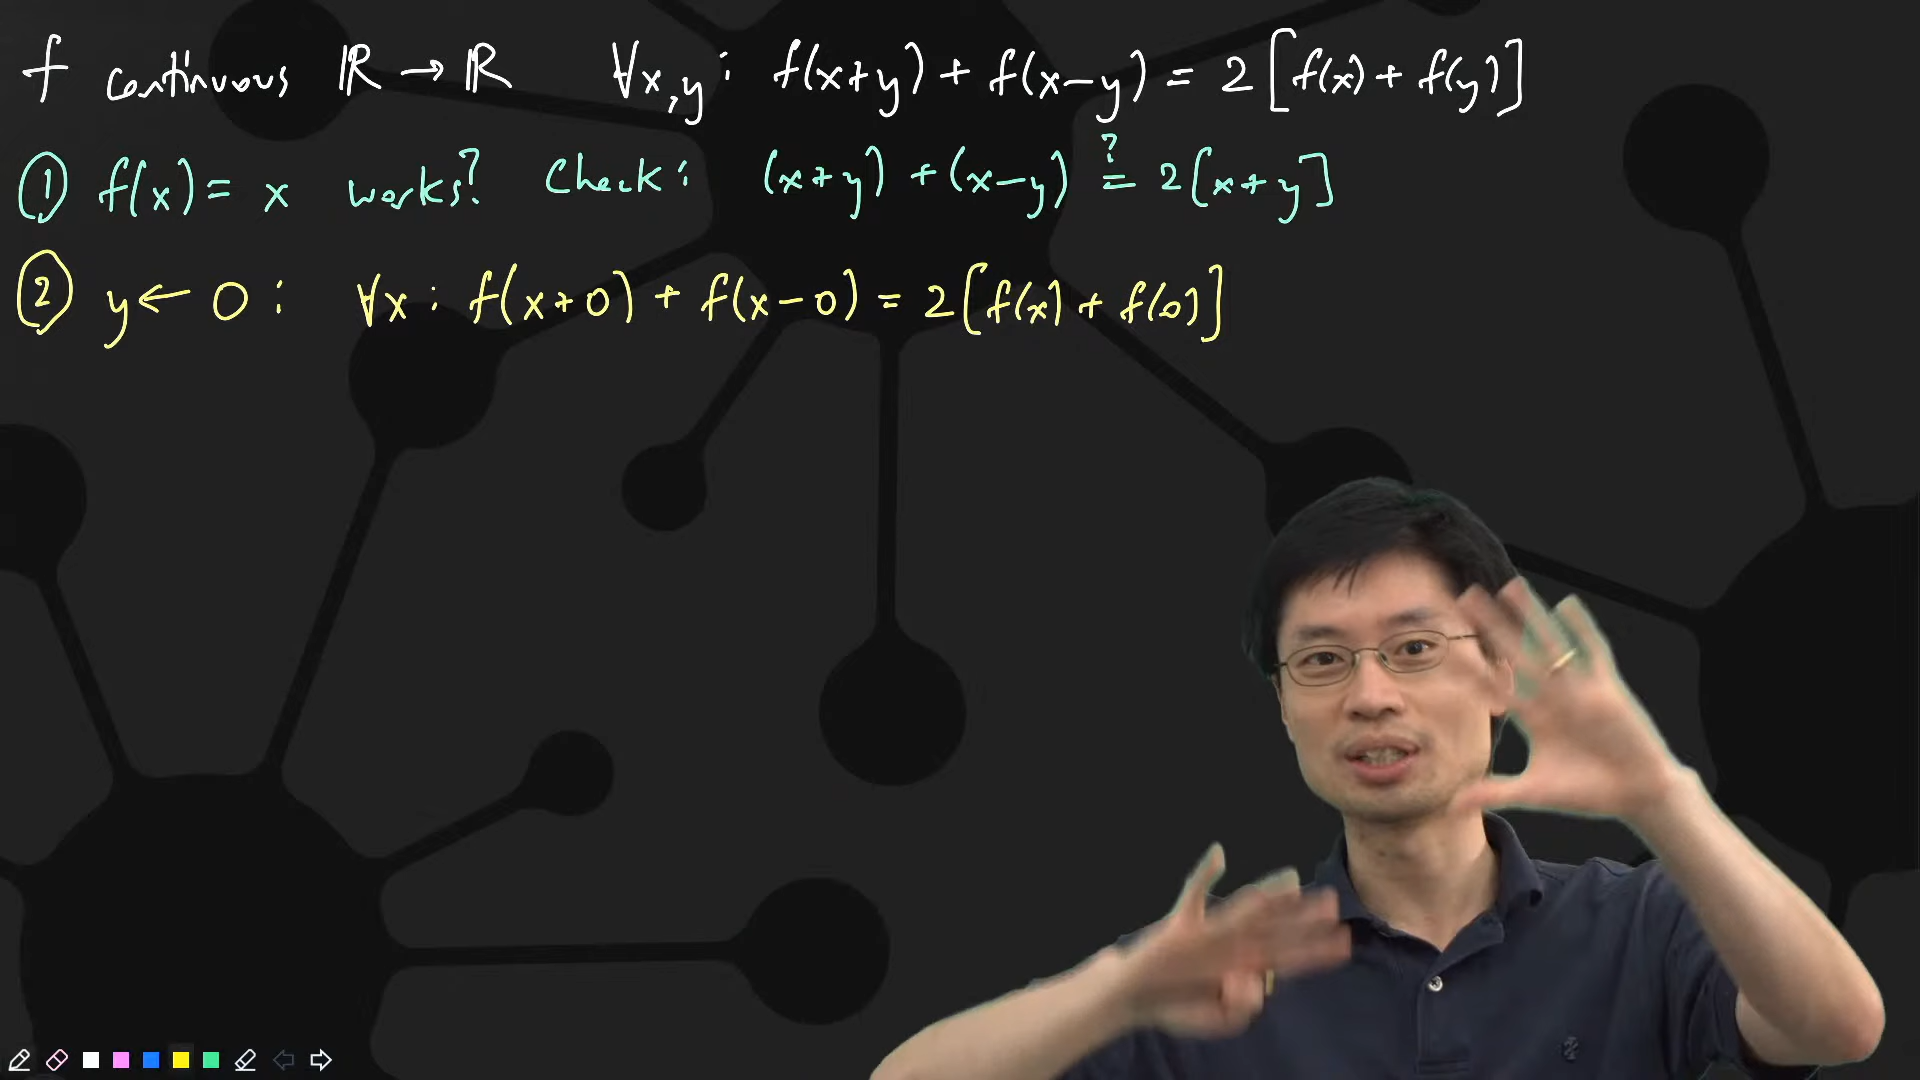 f continuous ℝ → ℝ ∀x,y: f(x+y) + f(x−y) = 2[f(x) + f(y)]
① f(x) = x works? Check: (x+y) + (x−y) ≟ 2[x+y]
② y ← 0: ∀x: f(x+0) + f(x−0) = 2[f(x) + f(0)]